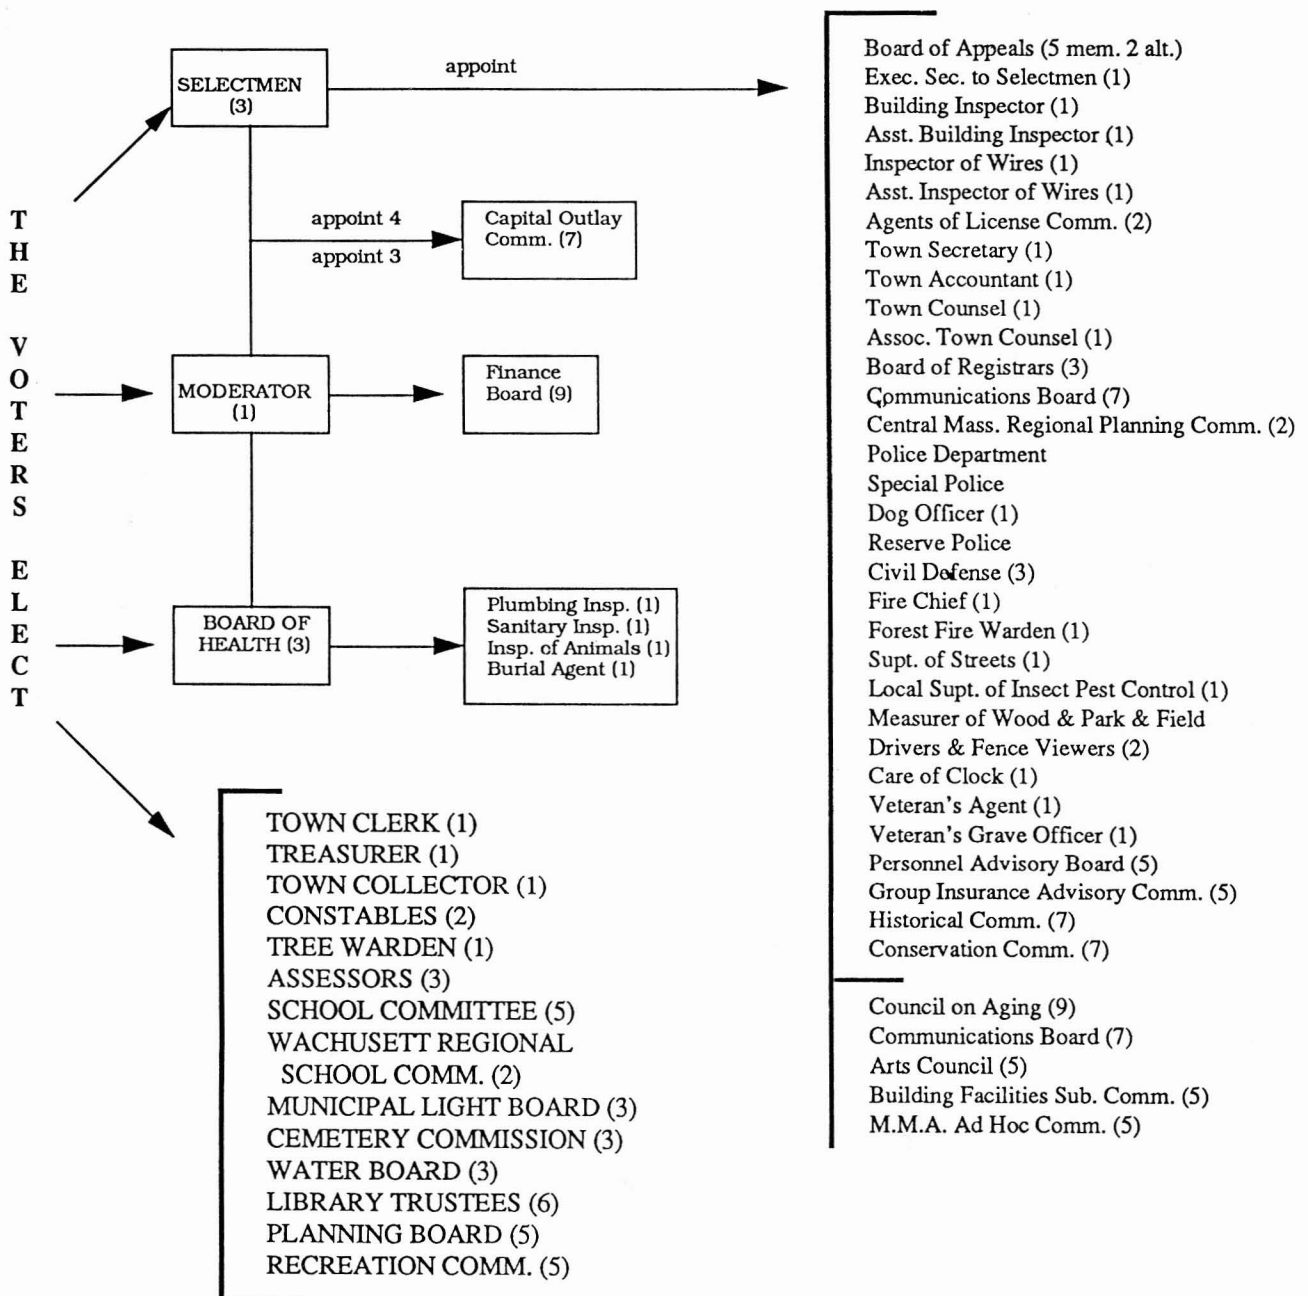 THE VOTERS ELECT
SELECTMEN
(3)
appoint
appoint 4
appoint 3
Capital Outlay
Comm. (7)
MODERATOR
(1)
Finance
Board (9)
BOARD OF
HEALTH (3)
Plumbing Insp. (1)
Sanitary Insp. (1)
Insp. of Animals (1)
Burial Agent (1)
TOWN CLERK (1)
TREASURER (1)
TOWN COLLECTOR (1)
CONSTABLES (2)
TREE WARDEN (1)
ASSESSORS (3)
SCHOOL COMMITTEE (5)
WACHUSETT REGIONAL
SCHOOL COMM. (2)
MUNICIPAL LIGHT BOARD (3)
CEMETERY COMMISSION (3)
WATER BOARD (3)
LIBRARY TRUSTEES (6)
PLANNING BOARD (5)
RECREATION COMM. (5)
Board of Appeals (5 mem. 2 alt.)
Exec. Sec. to Selectmen (1)
Building Inspector (1)
Asst. Building Inspector (1)
Inspector of Wires (1)
Asst. Inspector of Wires (1)
Agents of License Comm. (2)
Town Secretary (1)
Town Accountant (1)
Town Counsel (1)
Assoc. Town Counsel (1)
Board of Registrars (3)
Communications Board (7)
Central Mass. Regional Planning Comm. (2)
Police Department
Special Police
Dog Officer (1)
Reserve Police
Civil Defense (3)
Fire Chief (1)
Forest Fire Warden (1)
Supt. of Streets (1)
Local Supt. of Insect Pest Control (1)
Measurer of Wood & Park & Field
Drivers & Fence Viewers (2)
Care of Clock (1)
Veteran's Agent (1)
Veteran's Grave Officer (1)
Personnel Advisory Board (5)
Group Insurance Advisory Comm. (5)
Historical Comm. (7)
Conservation Comm. (7)
Council on Aging (9)
Communications Board (7)
Arts Council (5)
Building Facilities Sub. Comm. (5)
M.M.A. Ad Hoc Comm. (5)